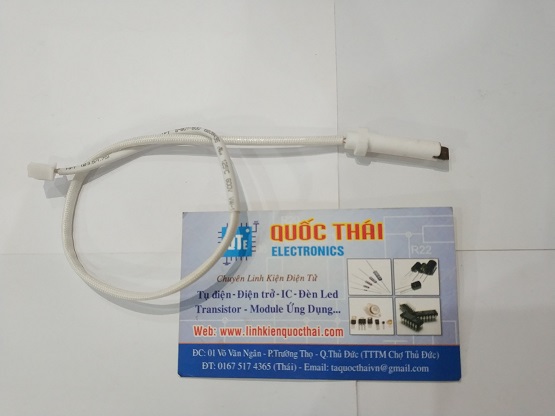 QUỐC THÁI
ELECTRONICS
QTE
R22
Chuyên Linh Kiện Điện Tử
Tụ điện - Điện trở - IC - Đèn Led
Transistor - Module Ứng Dụng...
Web: www.linhkienquocthai.com
ĐC: 01 Võ Văn Ngân - P.Trường Thọ - Q.Thủ Đức (TTTM Chợ Thủ Đức)
ĐT: 0167 517 4365 (Thái) - Email: taquocthaivn@gmail.com